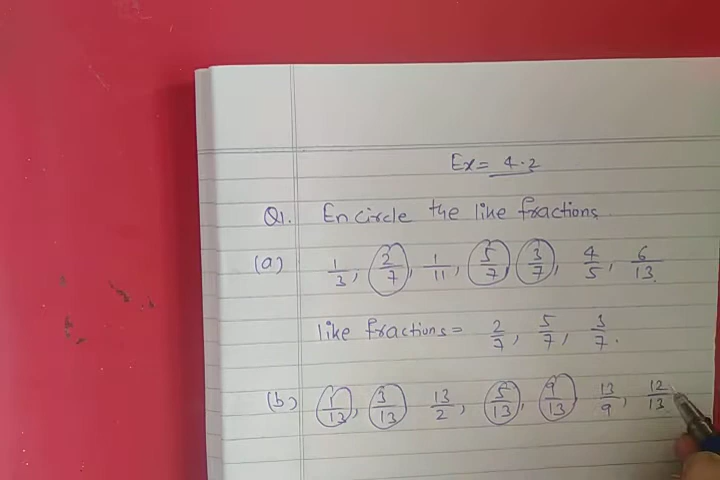 Ex = 4.2
Q1. Encircle the like fractions.
(a) 1/3, 2/7, 1/11, 5/7, 3/7, 4/5, 6/13.
like fractions = 2/7, 5/7, 3/7.
(b) 1/13, 3/13 13/2, 5/13, 9/13 13/9, 12/13